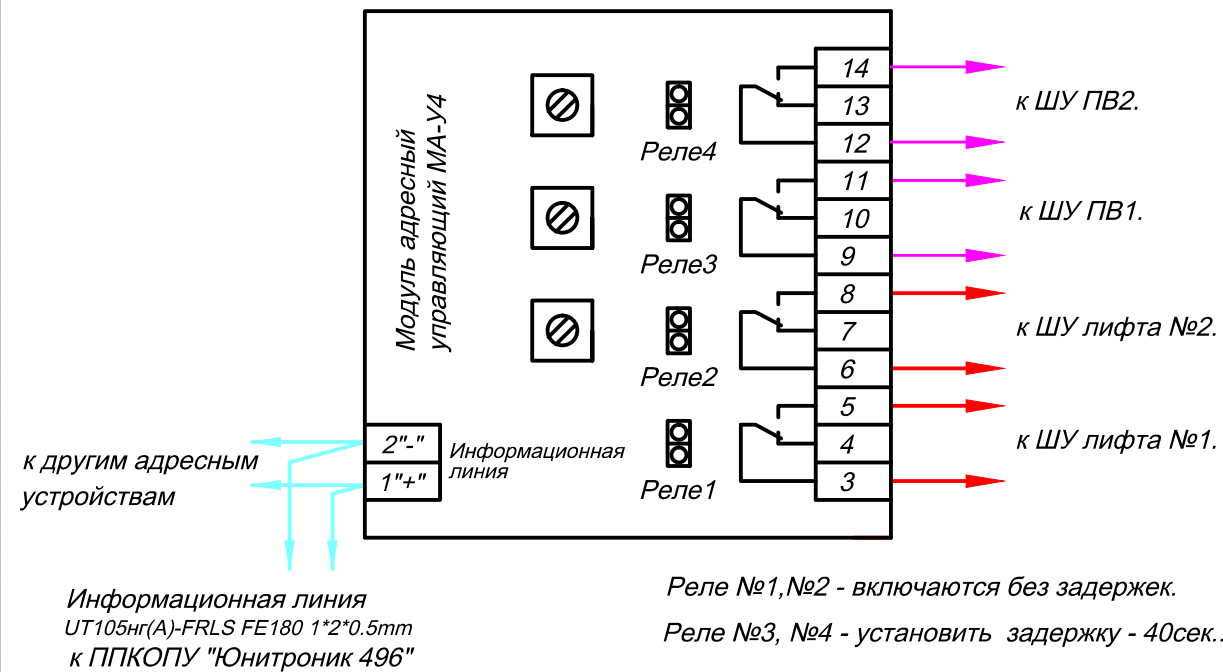 Модуль адресный
управляющий МА-У4
Реле4
Реле3
Реле2
Реле1
14
13
12
11
10
9
8
7
6
5
4
3
к ШУ ПВ2.
к ШУ ПВ1.
к ШУ лифта №2.
к ШУ лифта №1.
2"-"
1"+"
Информационная
линия
к другим адресным
устройствам
Информационная линия
UT105нг(А)-FRLS FE180 1*2*0.5mm
к ППКОПУ "Юнитроник 496"
Реле №1,№2 - включаются без задержек.
Реле №3, №4 - установить задержку - 40сек..